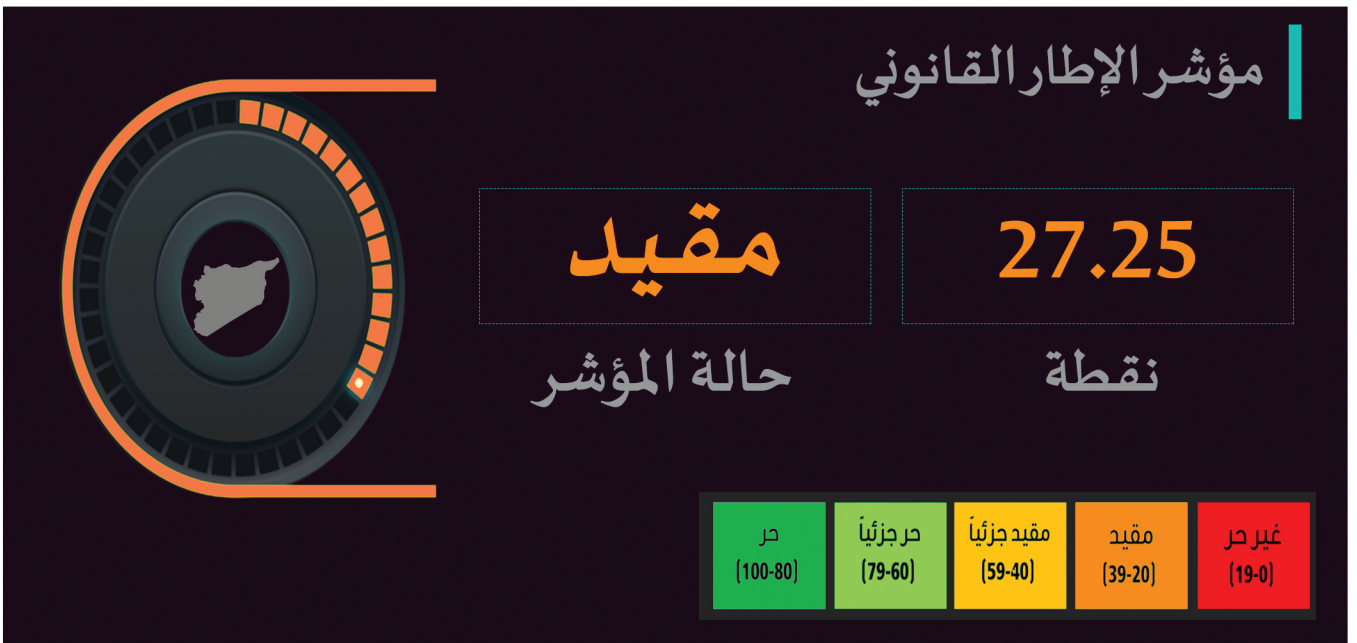 مؤشر الإطار القانوني
27.25
نقطة
مقيد
حالة المؤشر
غير حر
(19-0)
مقيد
(39-20)
مقيد جزئياً
(59-40)
حر جزئياً
(79-60)
حر
(100-80)